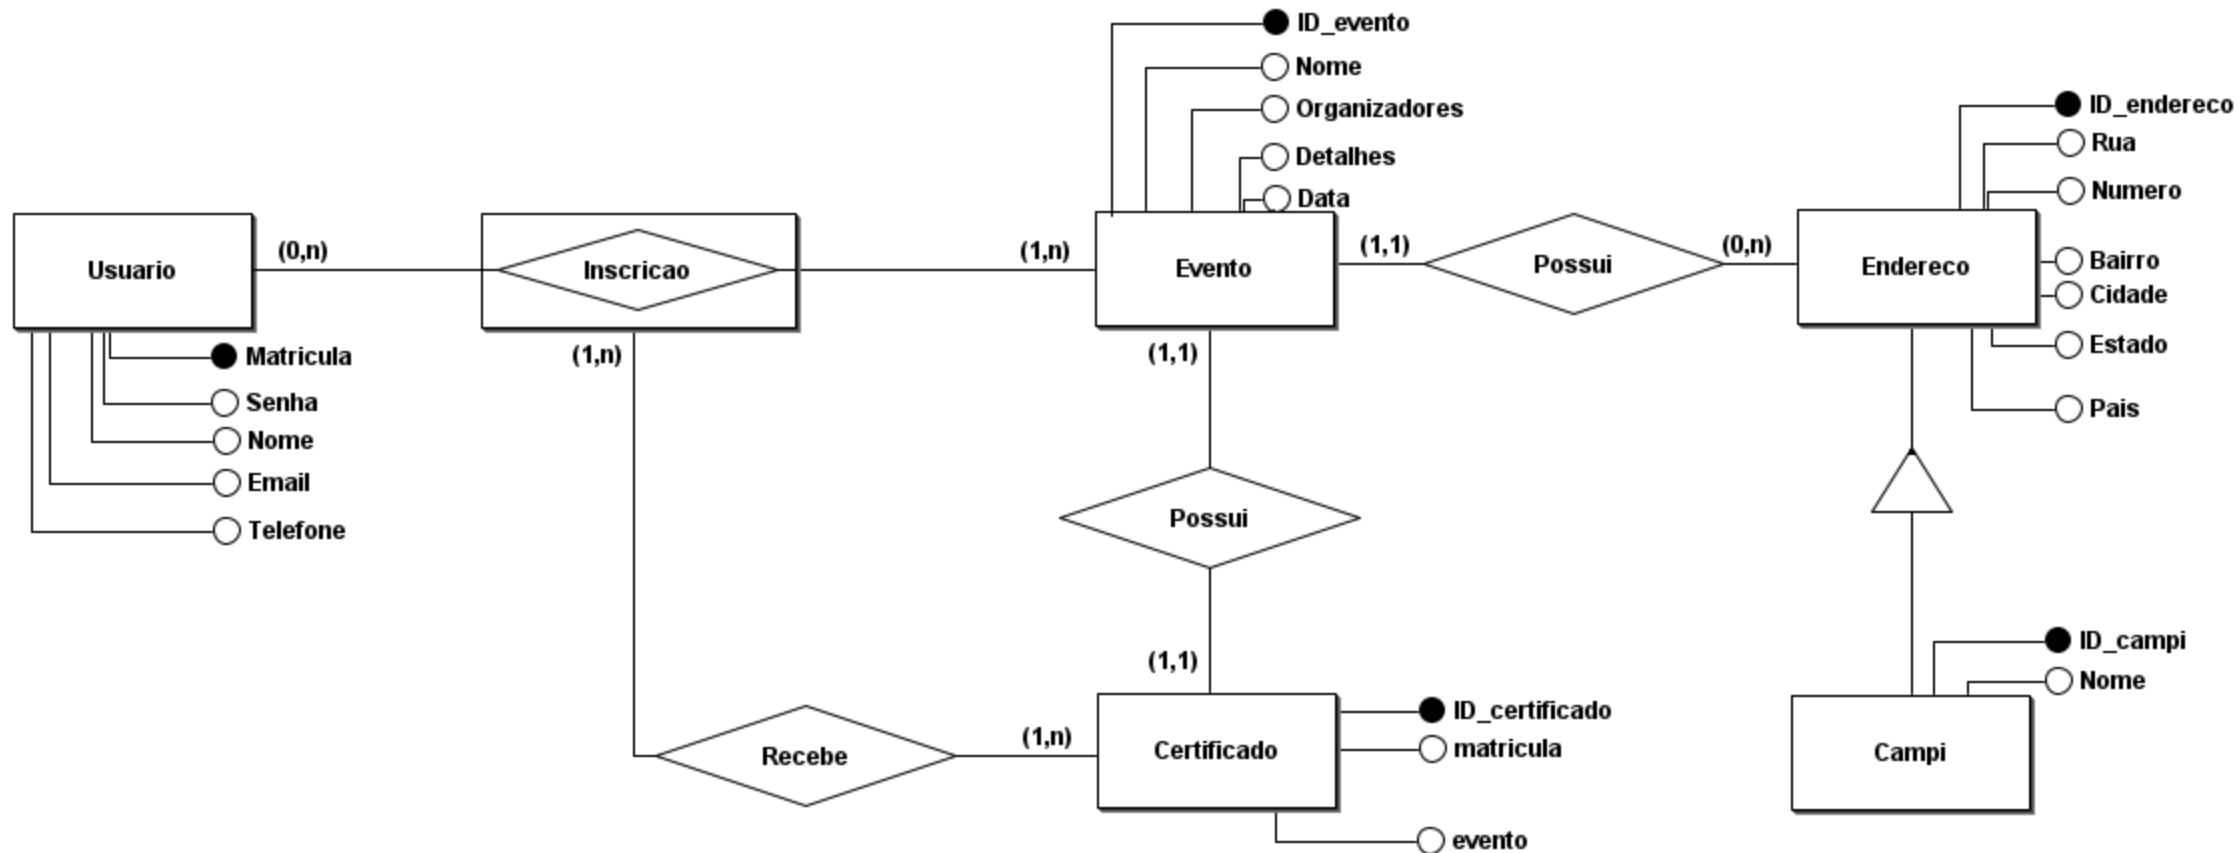 ID_evento
Nome
Organizadores
Detalhes
Data
ID_endereco
Rua
Numero
Bairro
Cidade
Estado
Pais
Usuario
(0,n)
Inscricao
(1,n)
Evento
(1,1)
Possui
(0,n)
Endereco
Matricula
Senha
Nome
Email
Telefone
(1,n)
(1,1)
Possui
(1,1)
Recebe
(1,n)
Certificado
ID_certificado
matricula
evento
ID_campi
Nome
Campi